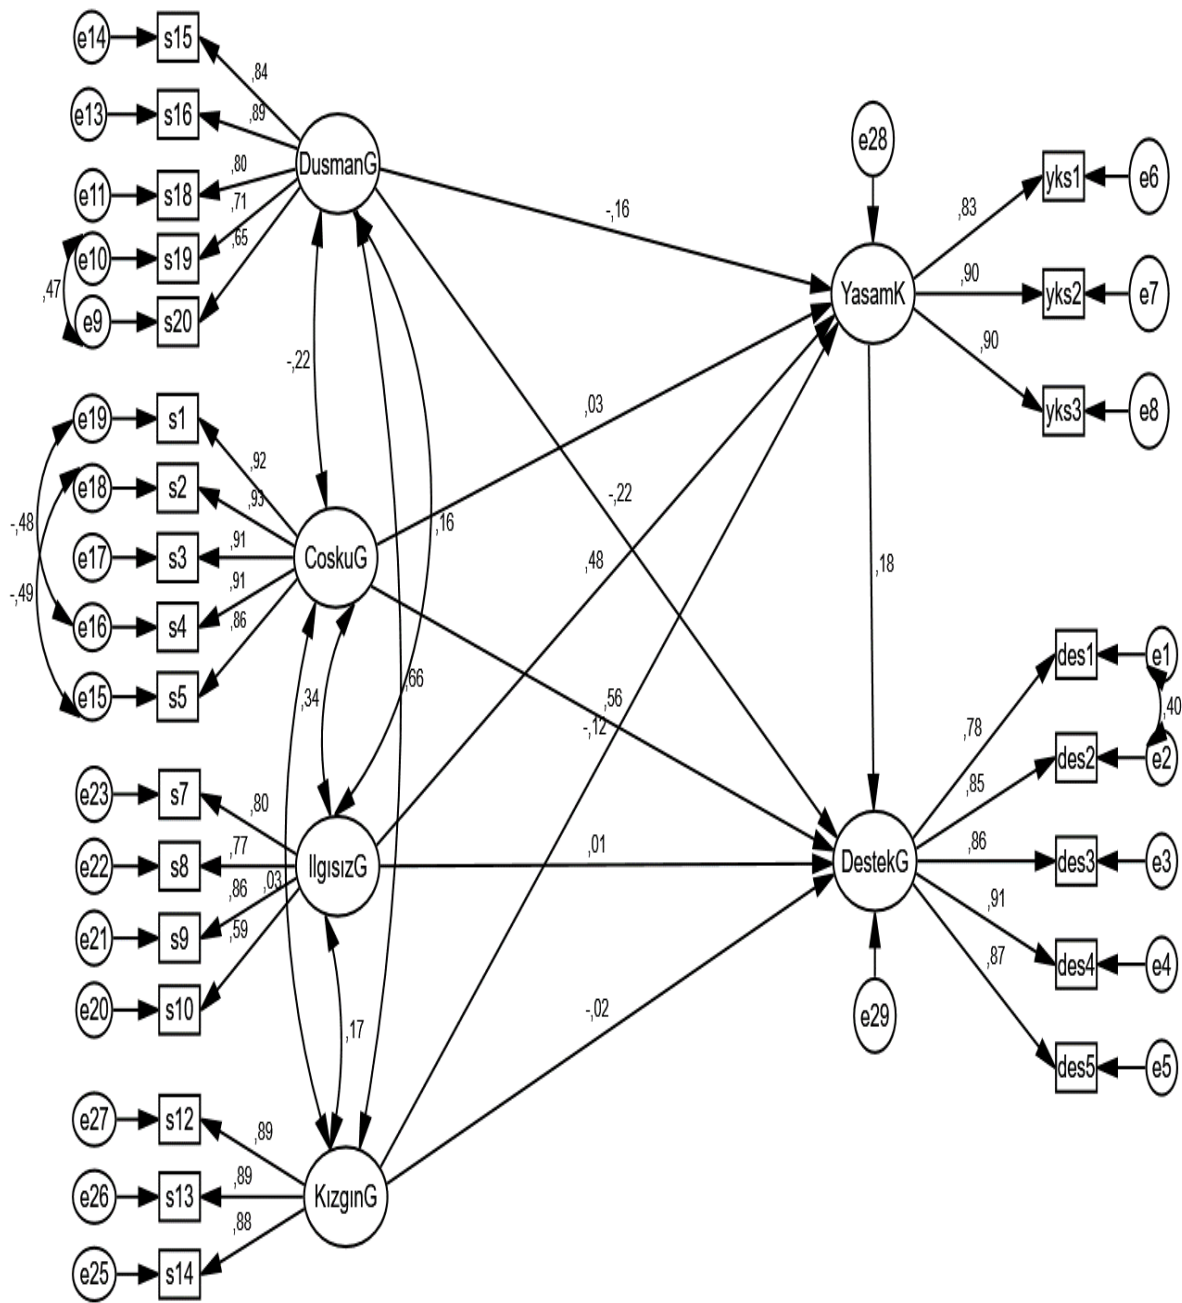 e14 s15
,84
e13 s16 ,89
DusmanG
e28
e11 s18 ,80
yks1 e6
,71
-,16 ,83
e10 s19 ,65
,47
e9 s20
YasamK ,90 yks2 e7
-,22
,90
,03
e19 s1
yks3 e8
,92
e18 s2 ,93
-,22
-,48 ,16
e17 s3 ,91
CoskuG ,48 ,18
,91
-,49
e16 s4 ,86
des1 e1
e15 s5
,34 ,66 ,56
-,12
,40
,78
des2 e2
e23 s7 ,80
,85
e22 s8 ,77
IlgısızG ,01 DestekG ,86 des3 e3
,86 ,03
,91
e21 s9 ,59
,87 des4 e4
e20 s10
-,02
e29
,17
des5 e5
e27 s12 ,89
e26 s13 ,89
KızgınG
,88
e25 s14